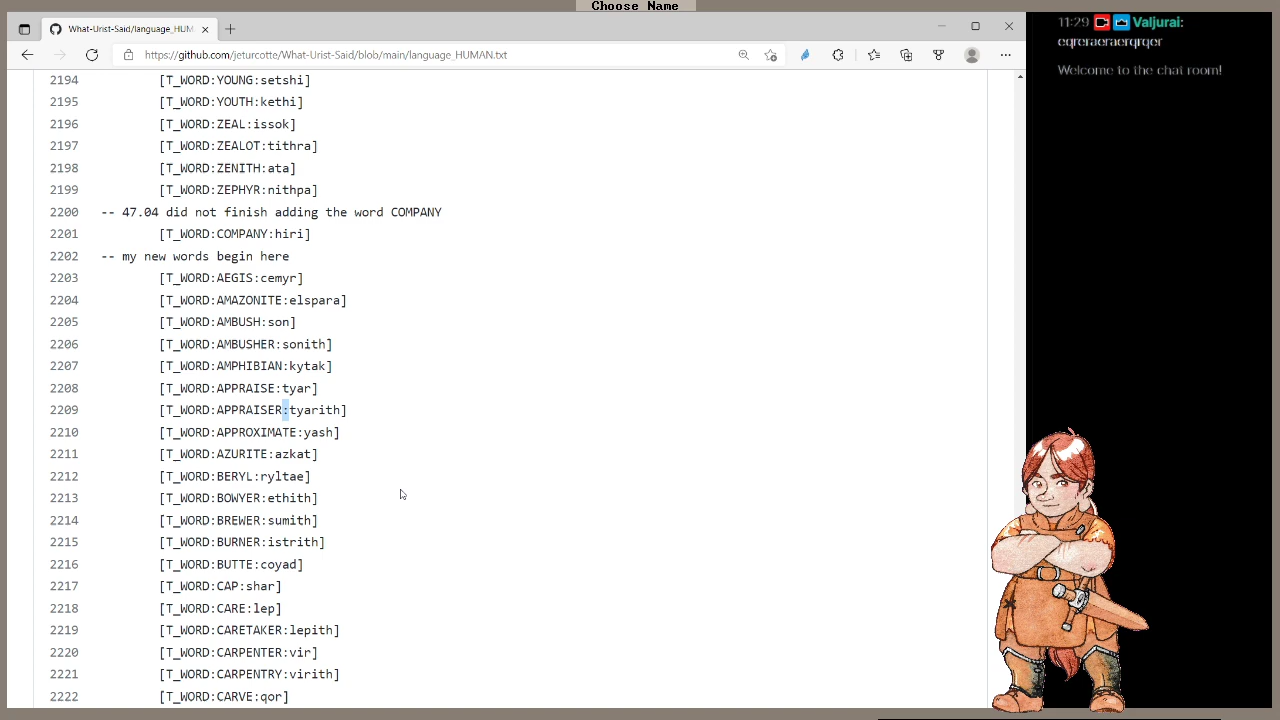 Choose Name
What-Urist-Said/language_HUM
https://github.com/jeturcotte/What-Urist-Said/blob/main/language_HUMAN.txt
11:29 Valjurai:
eqreraeraerqrqer
Welcome to the chat room!
2194 [T_WORD:YOUNG:setshi]
2195 [T_WORD:YOUTH:kethi]
2196 [T_WORD:ZEAL:issok]
2197 [T_WORD:ZEALOT:tithra]
2198 [T_WORD:ZENITH:ata]
2199 [T_WORD:ZEPHYR:nithpa]
2200 -- 47.04 did not finish adding the word COMPANY
2201 [T_WORD:COMPANY:hiri]
2202 -- my new words begin here
2203 [T_WORD:AEGIS:cemyr]
2204 [T_WORD:AMAZONITE:elspara]
2205 [T_WORD:AMBUSH:son]
2206 [T_WORD:AMBUSHER:sonith]
2207 [T_WORD:AMPHIBIAN:kytak]
2208 [T_WORD:APPRAISE:tyar]
2209 [T_WORD:APPRAISER:tyarith]
2210 [T_WORD:APPROXIMATE:yash]
2211 [T_WORD:AZURITE:azkat]
2212 [T_WORD:BERYL:ryltae]
2213 [T_WORD:BOWYER:ethith]
2214 [T_WORD:BREWER:sumith]
2215 [T_WORD:BURNER:istrith]
2216 [T_WORD:BUTTE:coyad]
2217 [T_WORD:CAP:shar]
2218 [T_WORD:CARE:lep]
2219 [T_WORD:CARETAKER:lepith]
2220 [T_WORD:CARPENTER:vir]
2221 [T_WORD:CARPENTRY:virith]
2222 [T_WORD:CARVE:qor]